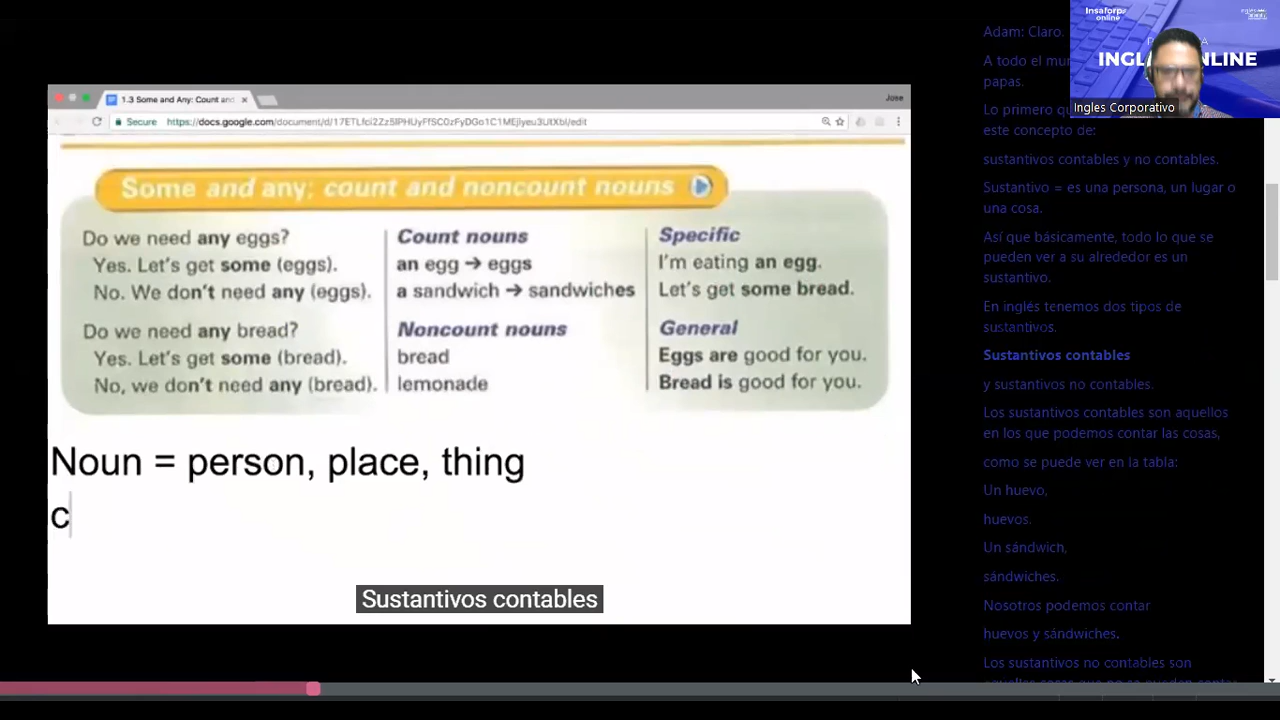 1.3 Some and Any: Count and
Jose
Secure https://docs.google.com/document/d/17ETLfci2Zz5lPHUyFfSC0zFyDGo1C1MEjiyeu3UtXbI/edit
Some and any; count and noncount nouns
Do we need any eggs?
Yes. Let's get some (eggs).
No. We don't need any (eggs).
Do we need any bread?
Yes. Let's get some (bread).
No, we don't need any (bread).
Count nouns
an egg → eggs
a sandwich → sandwiches
Noncount nouns
bread
lemonade
Specific
I'm eating an egg.
Let's get some bread.
General
Eggs are good for you.
Bread is good for you.
Noun = person, place, thing
c
Sustantivos contables
Adam: Claro.
A todo el
papas.
Lo primero
este concepto de:
sustantivos contables y no contables.
Sustantivo = es una persona, un lugar o
una cosa.
Así que básicamente, todo lo que se
pueden ver a su alrededor es un
sustantivo.
En inglés tenemos dos tipos de
sustantivos.
Sustantivos contables
y sustantivos no contables.
Los sustantivos contables son aquellos
en los que podemos contar las cosas,
como se puede ver en la tabla:
Un huevo,
huevos.
Un sándwich,
sándwiches.
Nosotros podemos contar
huevos y sándwiches.
Los sustantivos no contables son
Insaforp
online
Ingles Corporativo